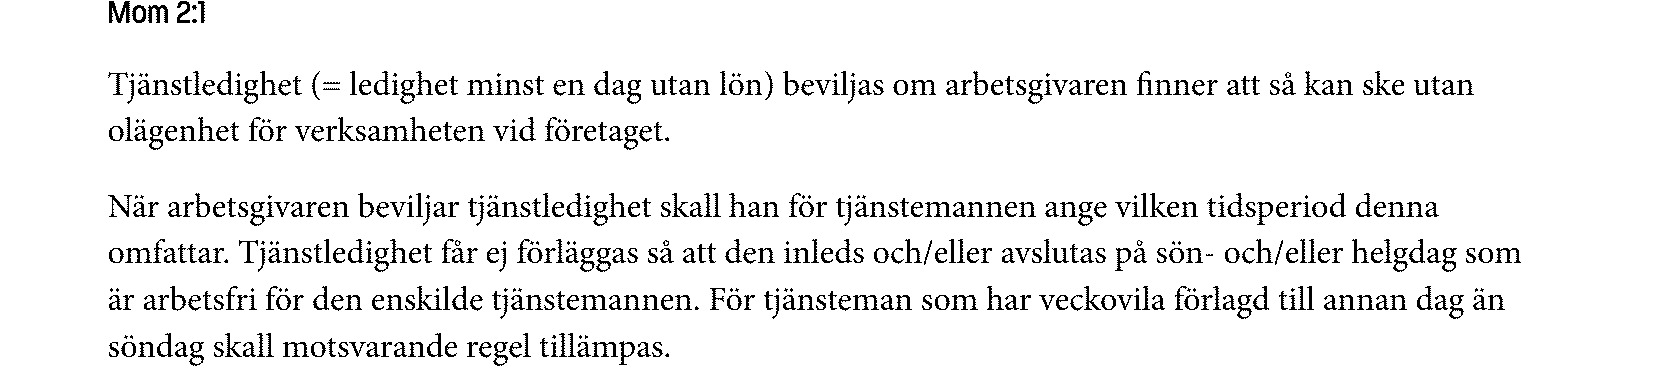 Mom 2:1
Tjänstledighet (= ledighet minst en dag utan lön) beviljas om arbetsgivaren finner att så kan ske utan
olägenhet för verksamheten vid företaget.
När arbetsgivaren beviljar tjänstledighet skall han för tjänstemannen ange vilken tidsperiod denna
omfattar. Tjänstledighet får ej förläggas så att den inleds och/eller avslutas på sön- och/eller helgdag som
är arbetsfri för den enskilde tjänstemannen. För tjänsteman som har veckovila förlagd till annan dag än
söndag skall motsvarande regel tillämpas.